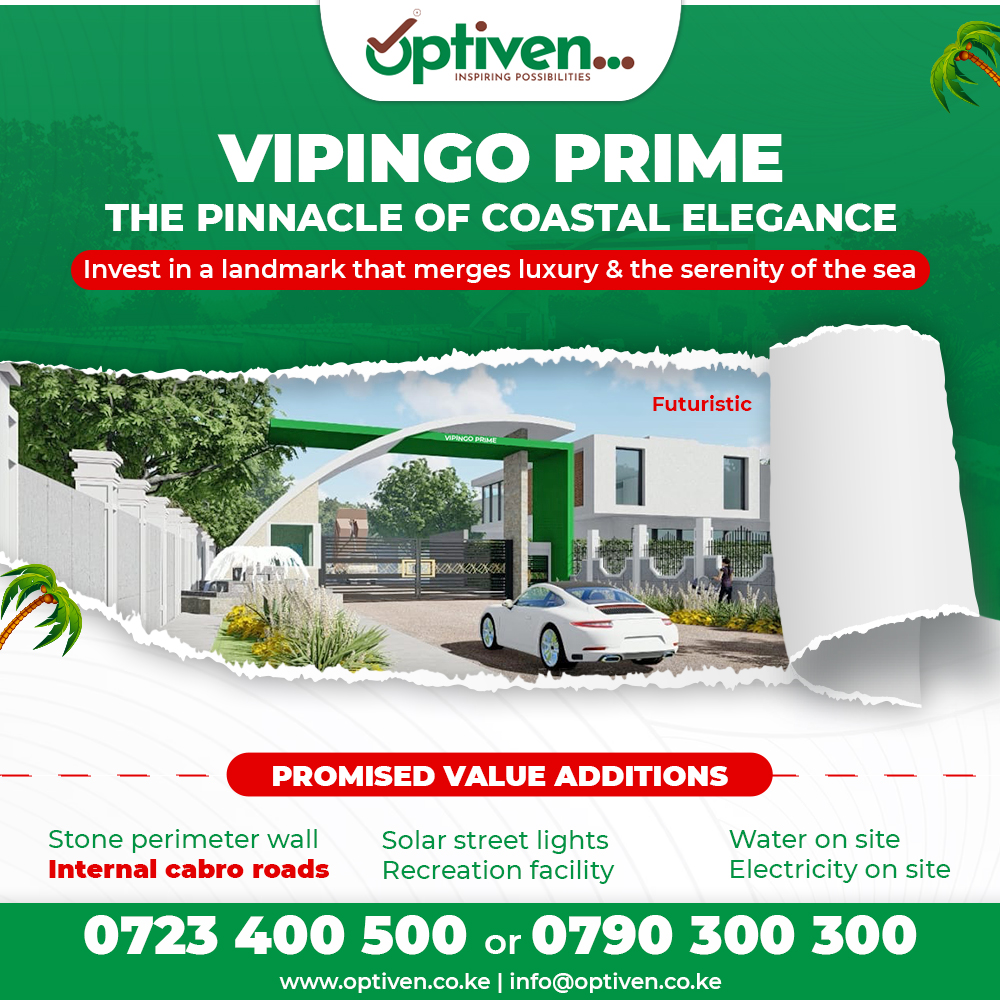 Optiven...
INSPIRING POSSIBILITIES
VIPINGO PRIME
THE PINNACLE OF COASTAL ELEGANCE
Invest in a landmark that merges luxury & the serenity of the sea
Futuristic
VIPINGO PRIME
PROMISED VALUE ADDITIONS
Stone perimeter wall
Internal cabro roads
Solar street lights
Recreation facility
Water on site
Electricity on site
0723 400 500 or 0790 300 300
www.optiven.co.ke | info@optiven.co.ke